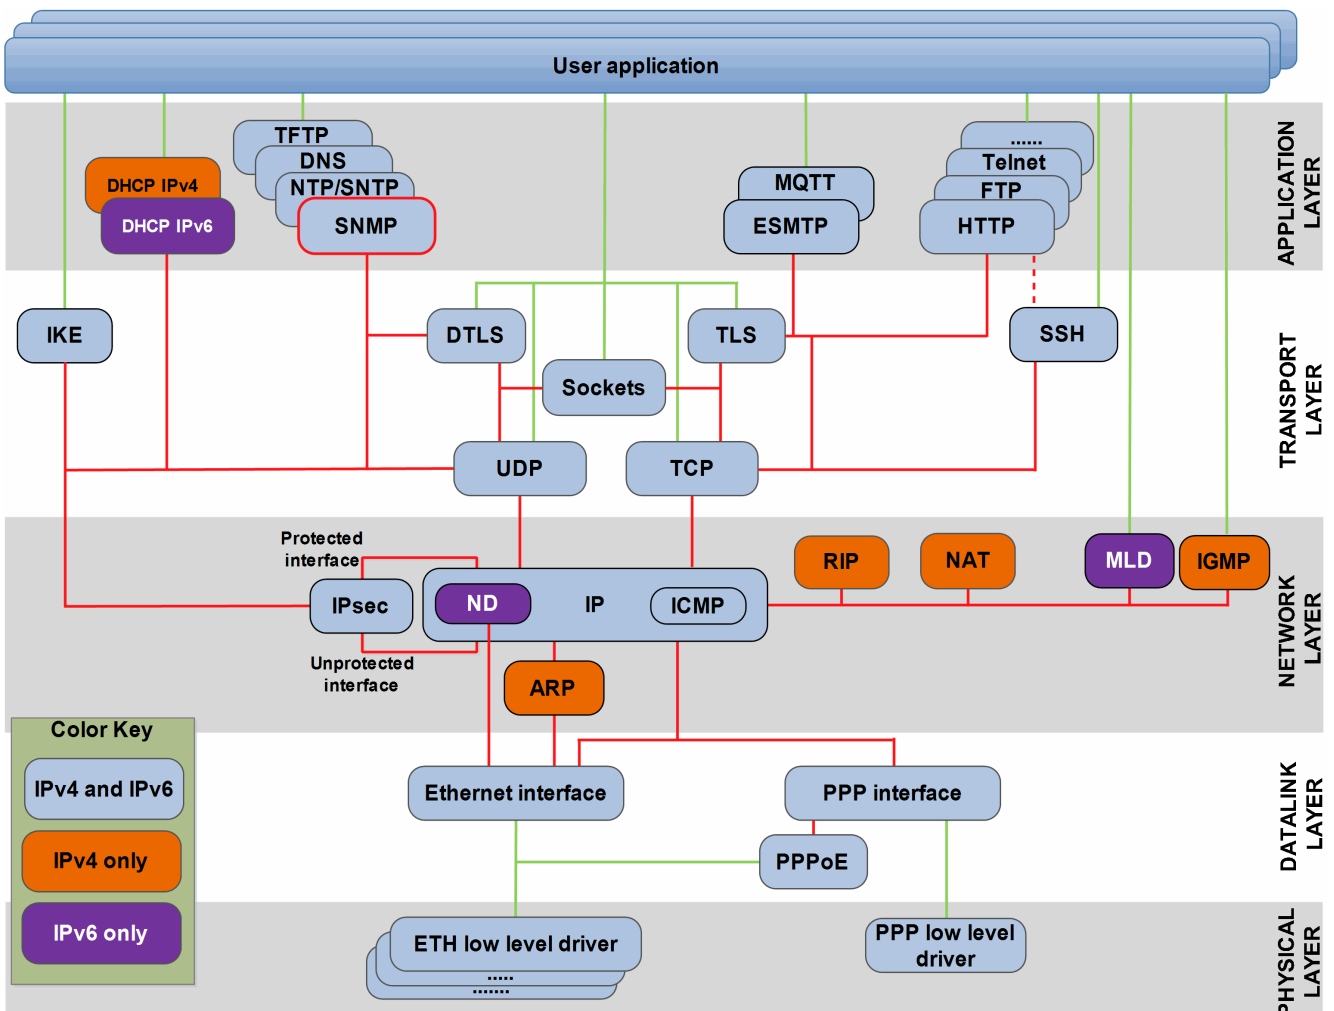 User application
TFTP
DNS
NTP/SNTP
SNMP
DHCP IPv4
DHCP IPv6
MQTT
ESMTP
......
Telnet
FTP
HTTP
APPLICATION
LAYER
IKE
DTLS
TLS
SSH
Sockets
UDP
TCP
TRANSPORT
LAYER
Protected
interface
IPsec
ND
IP
ICMP
RIP
NAT
MLD
IGMP
Unprotected
interface
ARP
NETWORK
LAYER
Color Key
IPv4 and IPv6
IPv4 only
IPv6 only
Ethernet interface
PPP interface
PPPoE
DATALINK
LAYER
ETH low level driver
.....
.......
PPP low level
driver
PHYSICAL
LAYER